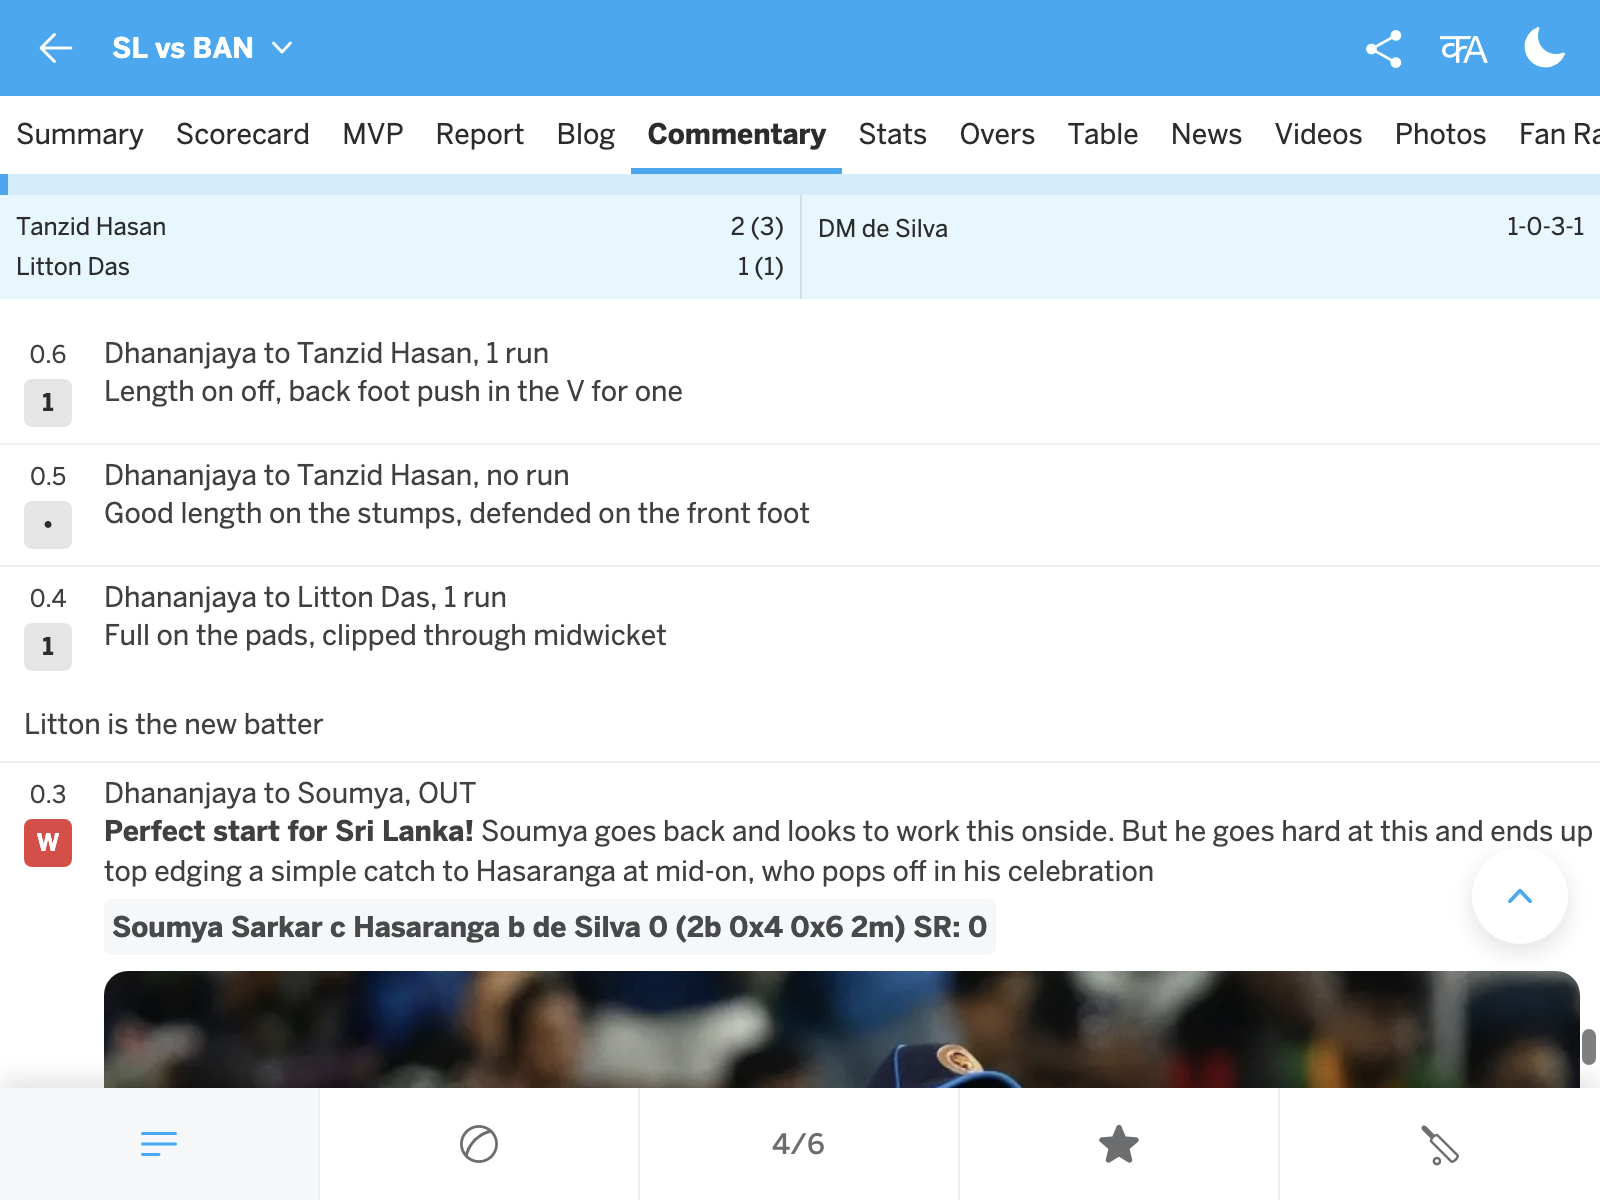 SL vs BAN
क A
Summary Scorecard MVP Report Blog Commentary Stats Overs Table News Videos Photos Fan Ra
Tanzid Hasan 2 (3)
Litton Das 1 (1)
DM de Silva 1-0-3-1
0.6 Dhananjaya to Tanzid Hasan, 1 run
1 Length on off, back foot push in the V for one
0.5 Dhananjaya to Tanzid Hasan, no run
• Good length on the stumps, defended on the front foot
0.4 Dhananjaya to Litton Das, 1 run
1 Full on the pads, clipped through midwicket
Litton is the new batter
0.3 Dhananjaya to Soumya, OUT
W Perfect start for Sri Lanka! Soumya goes back and looks to work this onside. But he goes hard at this and ends up
top edging a simple catch to Hasaranga at mid-on, who pops off in his celebration
Soumya Sarkar c Hasaranga b de Silva 0 (2b 0x4 0x6 2m) SR: 0
4/6